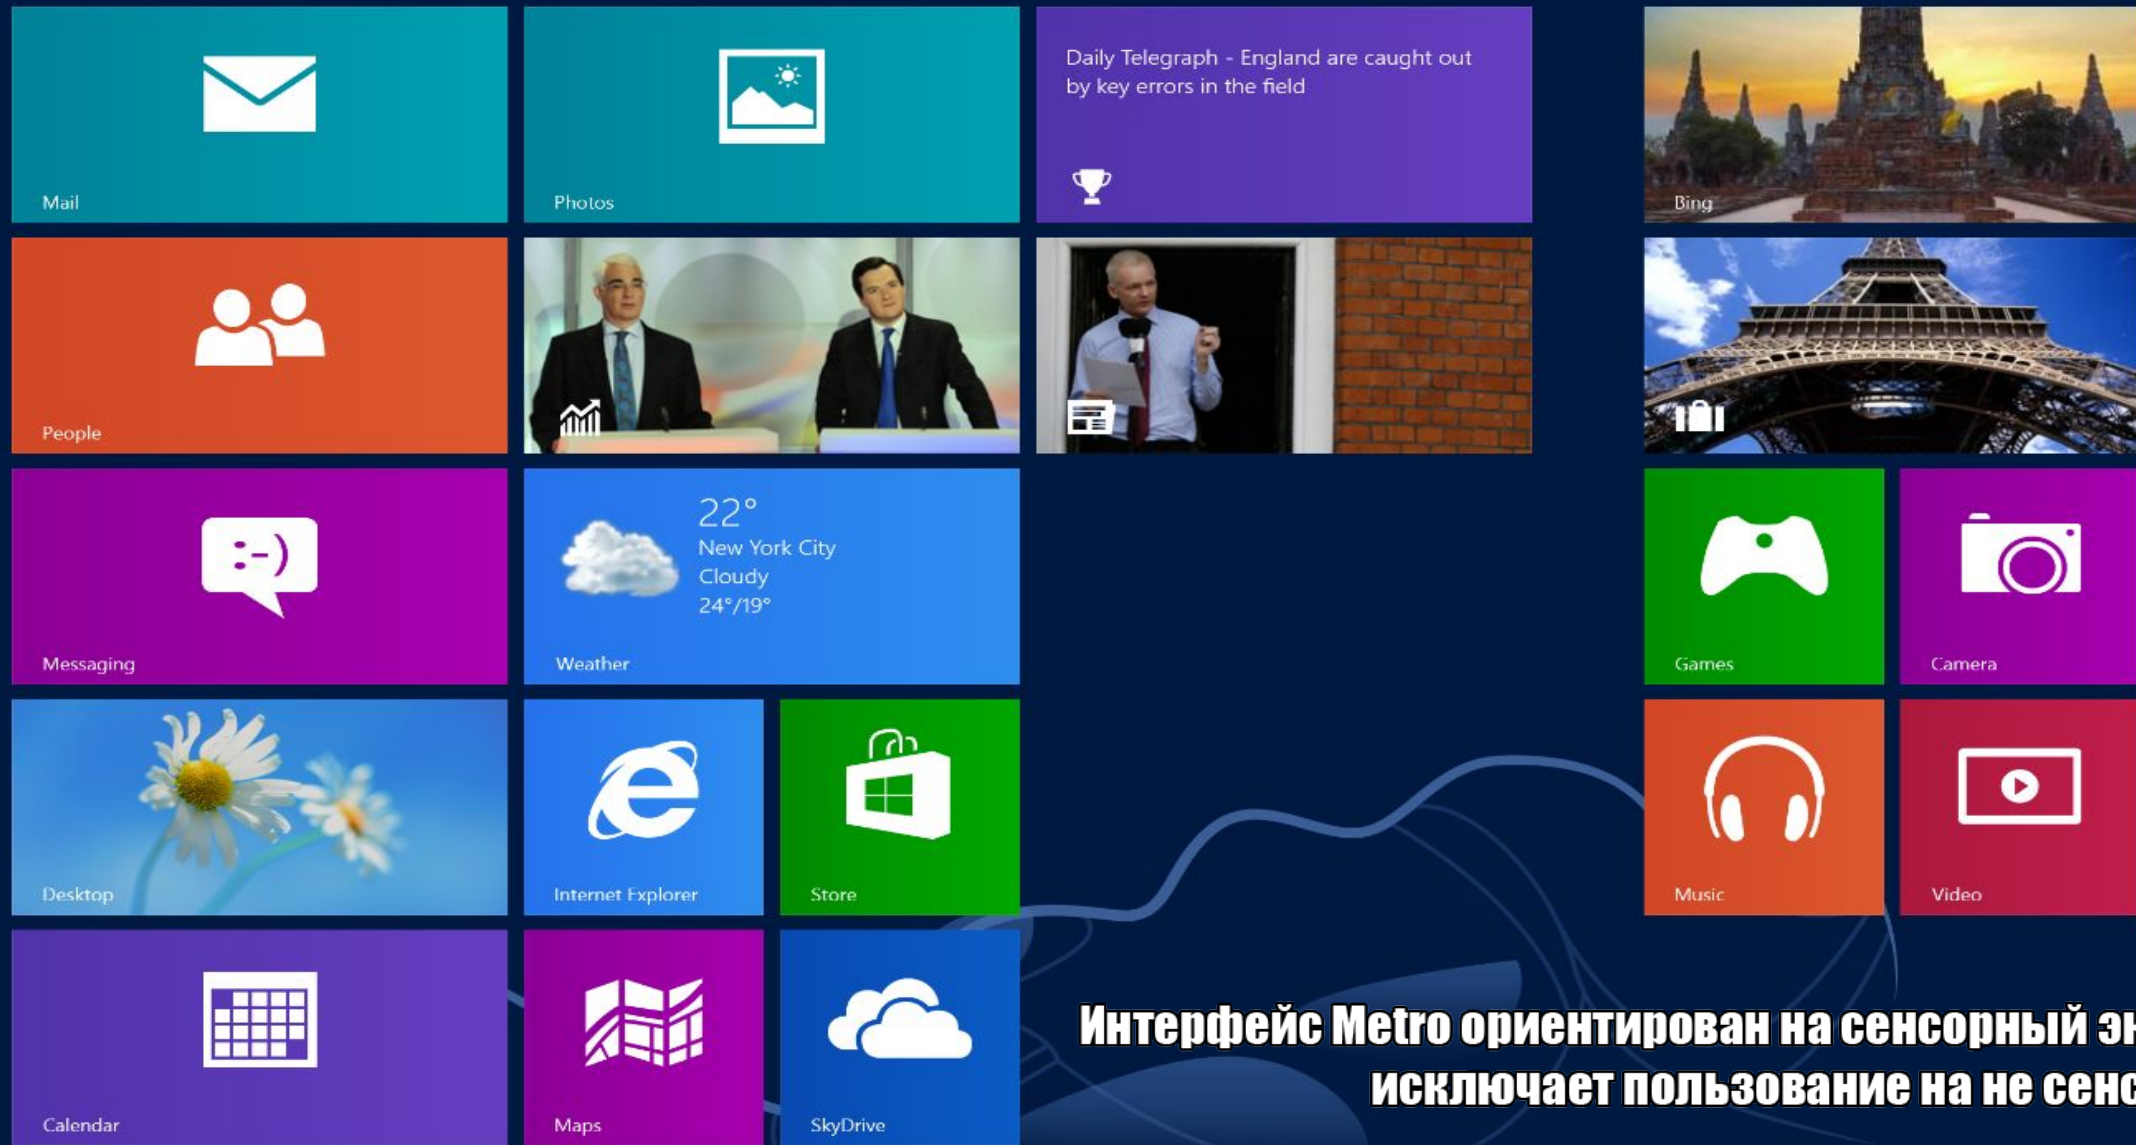 Mail
Photos
Daily Telegraph - England are caught out
by key errors in the field
Bing
People
Messaging
:-)
22°
New York City
Cloudy
24°/19°
Weather
Games
Camera
Desktop
Internet Explorer
Store
Music
Video
Calendar
Maps
SkyDrive
Интерфейс Metro ориентирован на сенсорный
исключает пользование на не